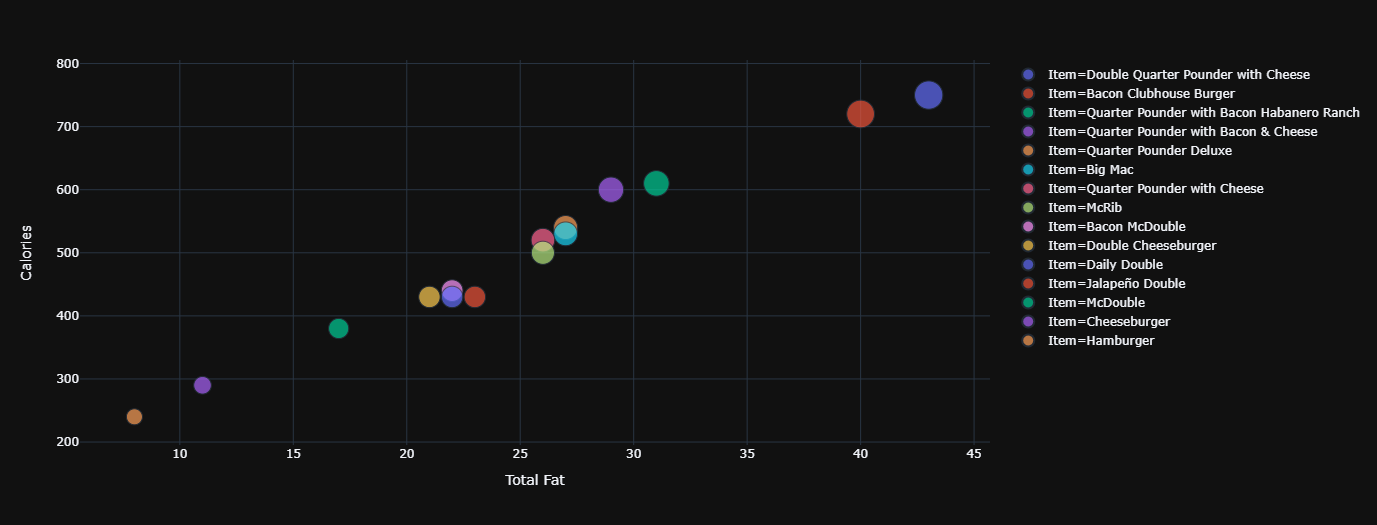 800
700
600
500
400
300
200
Calories
10 15 20 25 30 35 40 45
Total Fat
Item=Double Quarter Pounder with Cheese
Item=Bacon Clubhouse Burger
Item=Quarter Pounder with Bacon Habanero Ranch
Item=Quarter Pounder with Bacon & Cheese
Item=Quarter Pounder Deluxe
Item=Big Mac
Item=Quarter Pounder with Cheese
Item=McRib
Item=Bacon McDouble
Item=Double Cheeseburger
Item=Daily Double
Item=Jalapeño Double
Item=McDouble
Item=Cheeseburger
Item=Hamburger